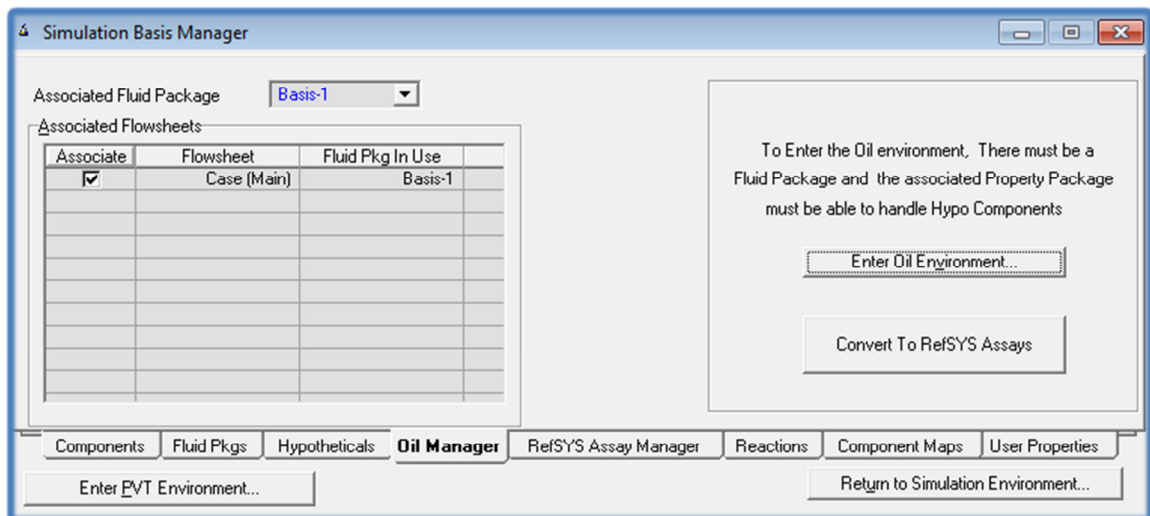 Simulation Basis Manager
Associated Fluid Package Basis-1
Associated Flowsheets
Associate Flowsheet Fluid Pkg In Use
Case (Main) Basis-1
To Enter the Oil environment, There must be a
Fluid Package and the associated Property Package
must be able to handle Hypo Components
Enter Oil Environment...
Convert To RefSYS Assays
Components Fluid Pkgs Hypotheticals Oil Manager RefSYS Assay Manager Reactions Component Maps User Properties
Enter PVT Environment... Return to Simulation Environment...